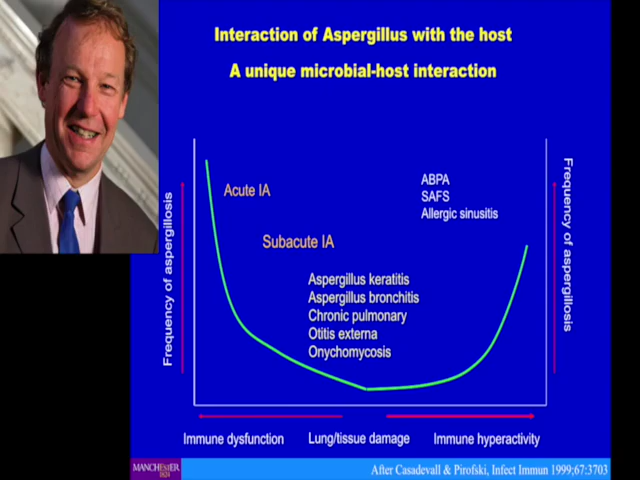 Interaction of Aspergillus with the host
A unique microbial-host interaction
Frequency of aspergillosis
Acute IA
Subacute IA
ABPA
SAFS
Allergic sinusitis
Aspergillus keratitis
Aspergillus bronchitis
Chronic pulmonary
Otitis externa
Onychomycosis
Frequency of aspergillosis
Immune dysfunction
Lung/tissue damage
Immune hyperactivity
MANCHESTER
1824
After Casadevall & Pirofski, Infect Immun 1999;67:3703